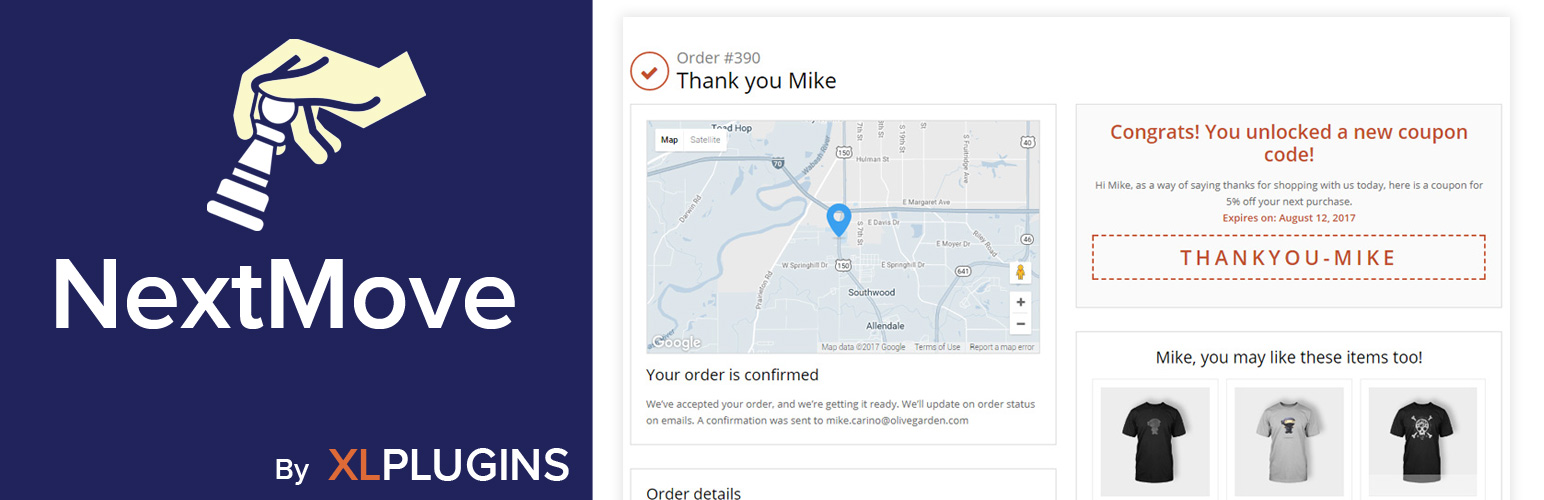 NextMove
By XLPLUGINS
Order #390
Thank you Mike
Map
Satellite
Toad Hop
70
150
Wabash River
7th St
S 19th St
St
S Fruitridge Ave
40
Hulman St
E Margaret Ave
Darwin Rd
S 7th St
E Davis Dr
E Moyer Dr
Riley Road
46
W Springhill Dr
150
E Springhill Dr
641
Prairieton Rd
Southwood
Allendale
+
−
Google
Map data ©2017 Google
Terms of Use
Report a map error
Your order is confirmed
We've accepted your order, and we're getting it ready. We'll update on order status
on emails. A confirmation was sent to mike.carino@olivegarden.com
Order details
Congrats! You unlocked a new coupon
code!
Hi Mike, as a way of saying thanks for shopping with us today, here is a coupon for
5% off your next purchase.
Expires on: August 12, 2017
THANKYOU-MIKE
Mike, you may like these items too!